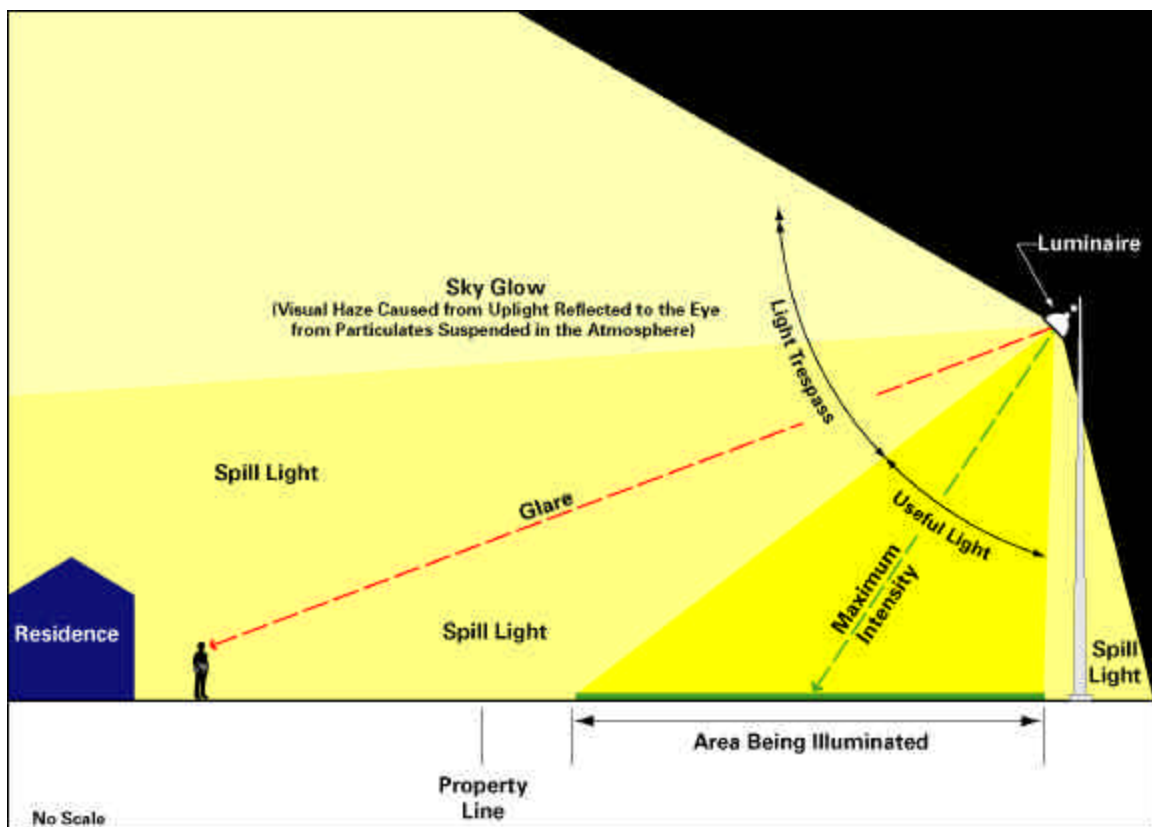 Luminaire
Sky Glow
(Visual Haze Caused from Uplight Reflected to the Eye
from Particulates Suspended in the Atmosphere)
Light Trespass
Spill Light
Glare
Useful Light
Maximum
Intensity
Residence
Spill Light
Spill
Light
Area Being Illuminated
Property
Line
No Scale